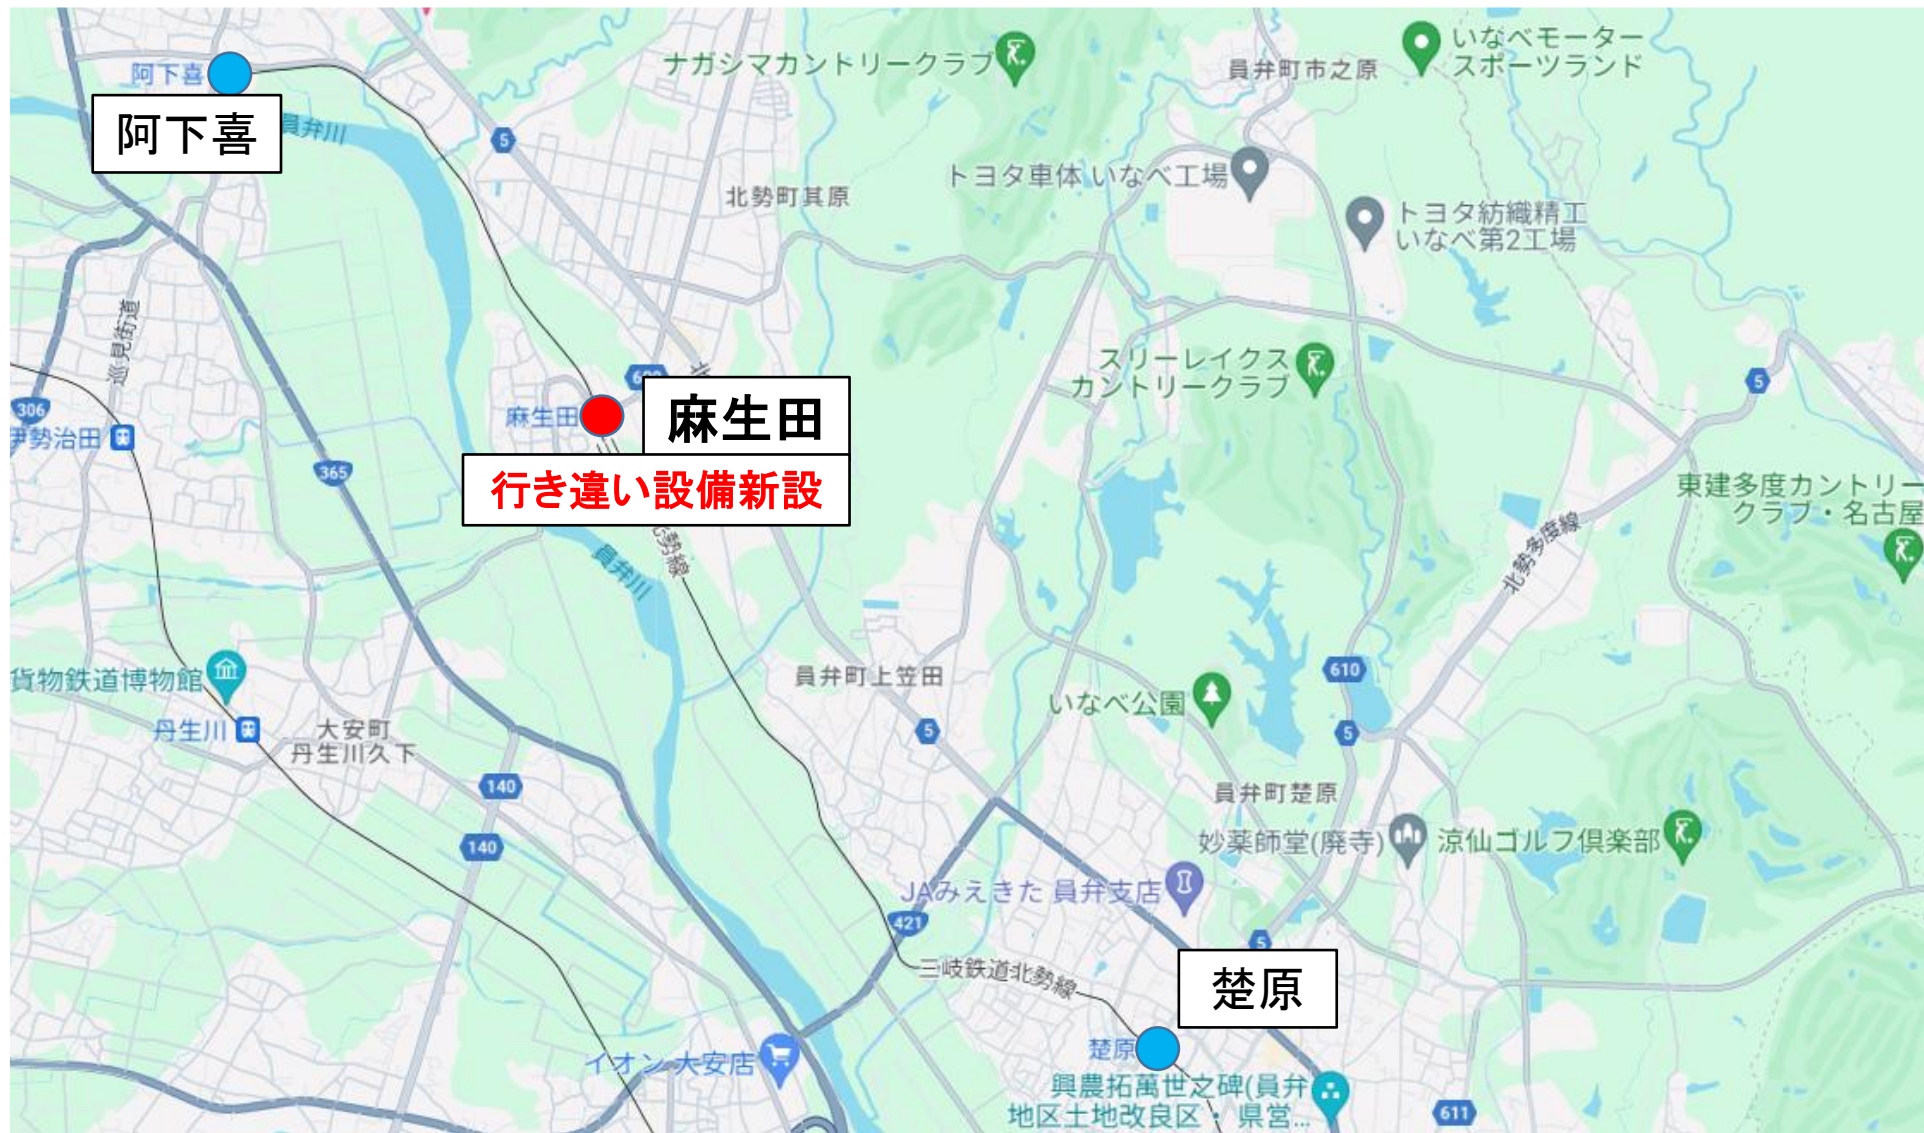 ナガシマカントリークラブ
員弁町市之原
いなべモーター
スポーツランド
阿下喜
阿下喜
員弁川
5
トヨタ車体 いなべ工場
北勢町其原
トヨタ紡織精工
いなべ第2工場
巡見街道
スリーレイクス
カントリークラブ
5
306
伊勢治田
麻生田
麻生田
行き違い設備新設
365
東建多度カントリー
クラブ・名古屋
北勢多度線
員弁川
貨物鉄道博物館
員弁町上笠田
610
いなべ公園
丹生川
大安町
丹生川久下
5
5
140
員弁町楚原
140
妙薬師堂(廃寺)
涼仙ゴルフ倶楽部
JAみえきた 員弁支店
421
5
三岐鉄道北勢線
楚原
楚原
イオン 大安店
興農拓萬世之碑(員弁
地区土地改良区・県営...
611